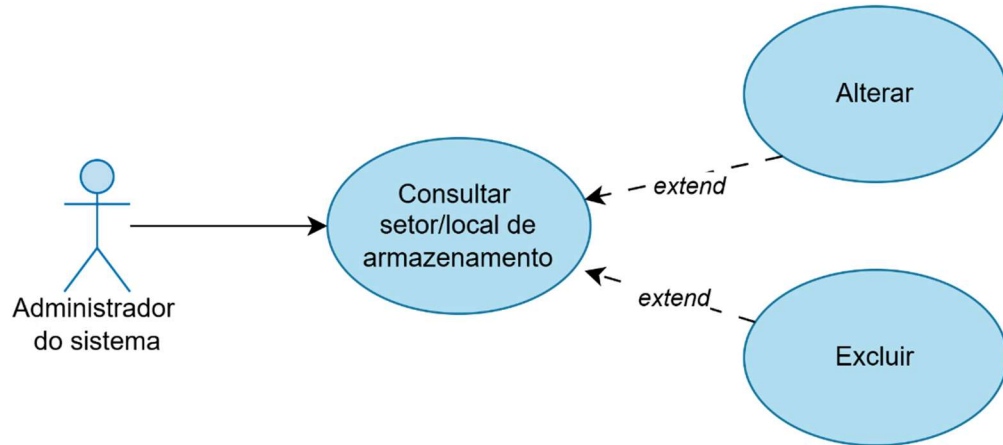 Alterar
extend
Consultar
setor/local de
armazenamento
Administrador
do sistema
extend
Excluir